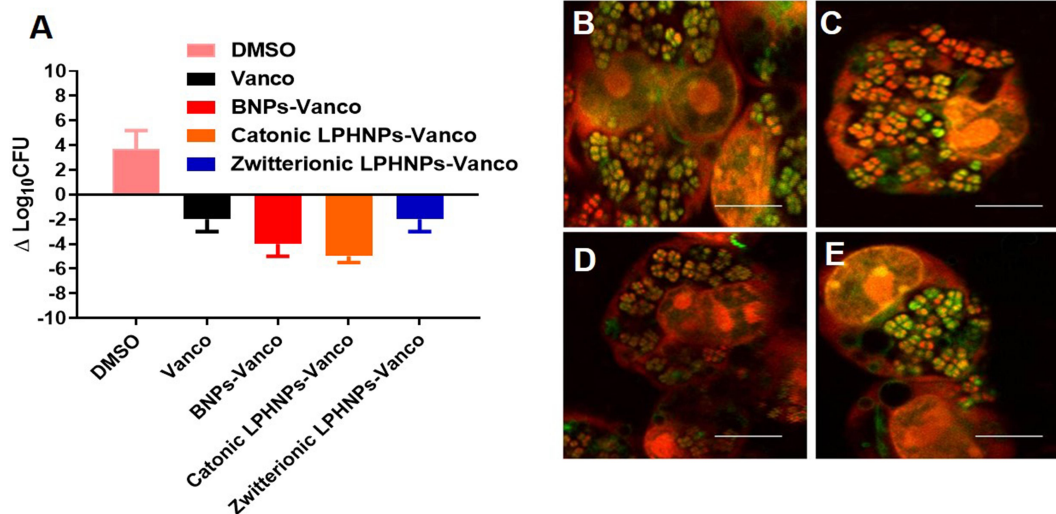 A
DMSO
Vanco
BNPs-Vanco
Catonic LPHNPs-Vanco
Zwitterionic LPHNPs-Vanco
Δ Log10CFU
10
8
6
4
2
0
-2
-4
-6
-8
-10
DMSO
Vanco
BNPs-Vanco
Catonic LPHNPs-Vanco
Zwitterionic LPHNPs-Vanco
B
C
D
E